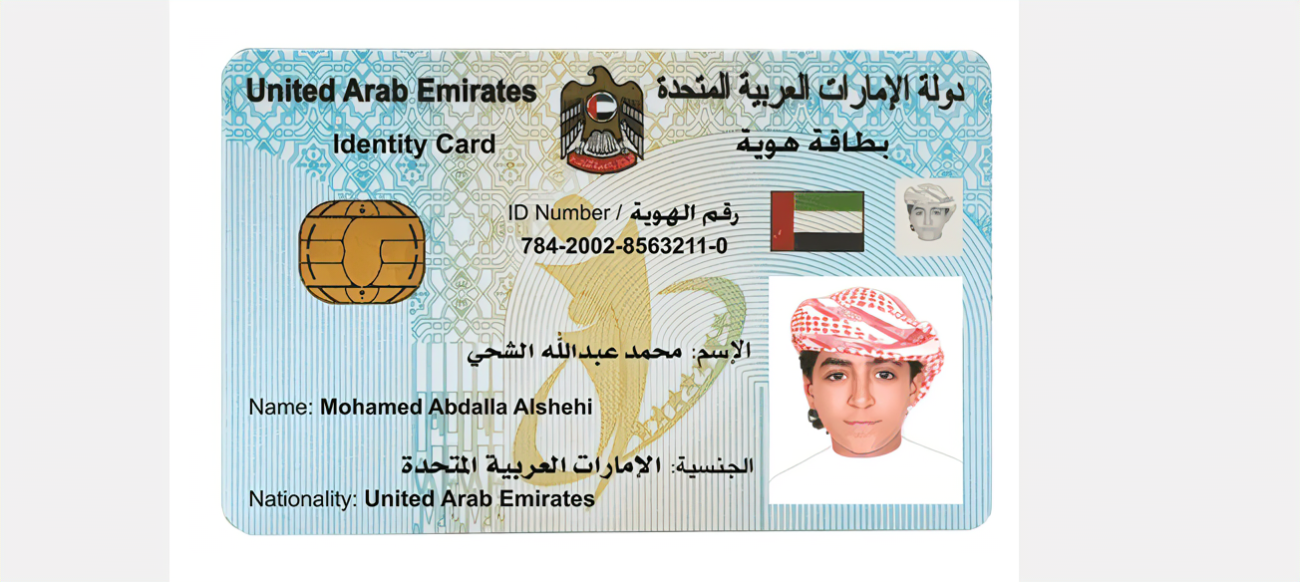 United Arab Emirates
دولة الإمارات العربية المتحدة
Identity Card
بطاقة هوية
ID Number / رقم الهوية
784-2002-8563211-0
الإسم: محمد عبدالله الشحي
Name: Mohamed Abdalla Alshehi
الجنسية: الإمارات العربية المتحدة
Nationality: United Arab Emirates